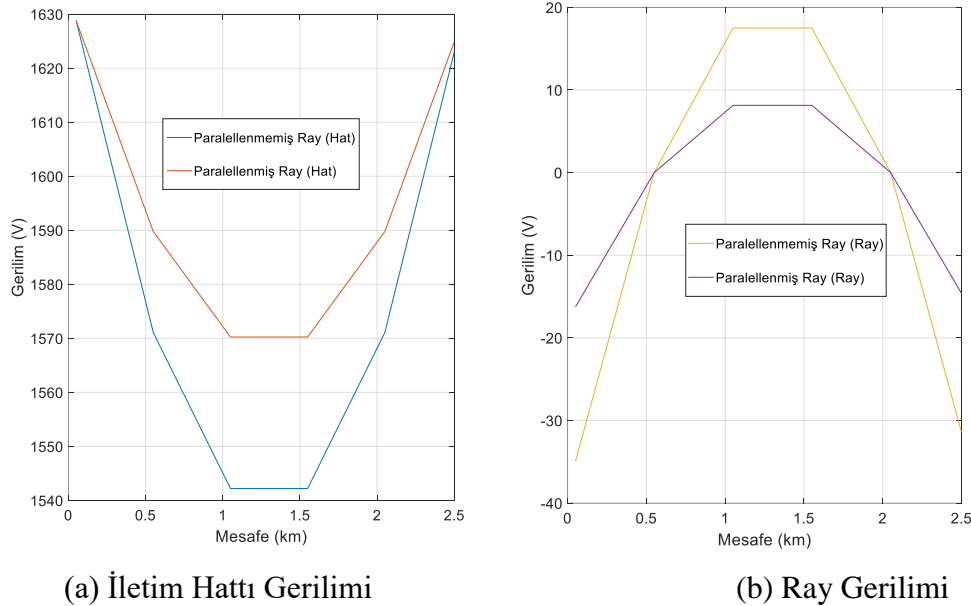 1630
1620
1610
1600
1590
1580
1570
1560
1550
1540
Gerilim (V)
0
0.5
1
1.5
2
2.5
Mesafe (km)
Paralellenmemiş Ray (Hat)
Paralellenmiş Ray (Hat)
(a) İletim Hattı Gerilimi
20
10
0
-10
-20
-30
-40
Gerilim (V)
0
0.5
1
1.5
2
2.5
Mesafe (km)
Paralellenmemiş Ray (Ray)
Paralellenmiş Ray (Ray)
(b) Ray Gerilimi